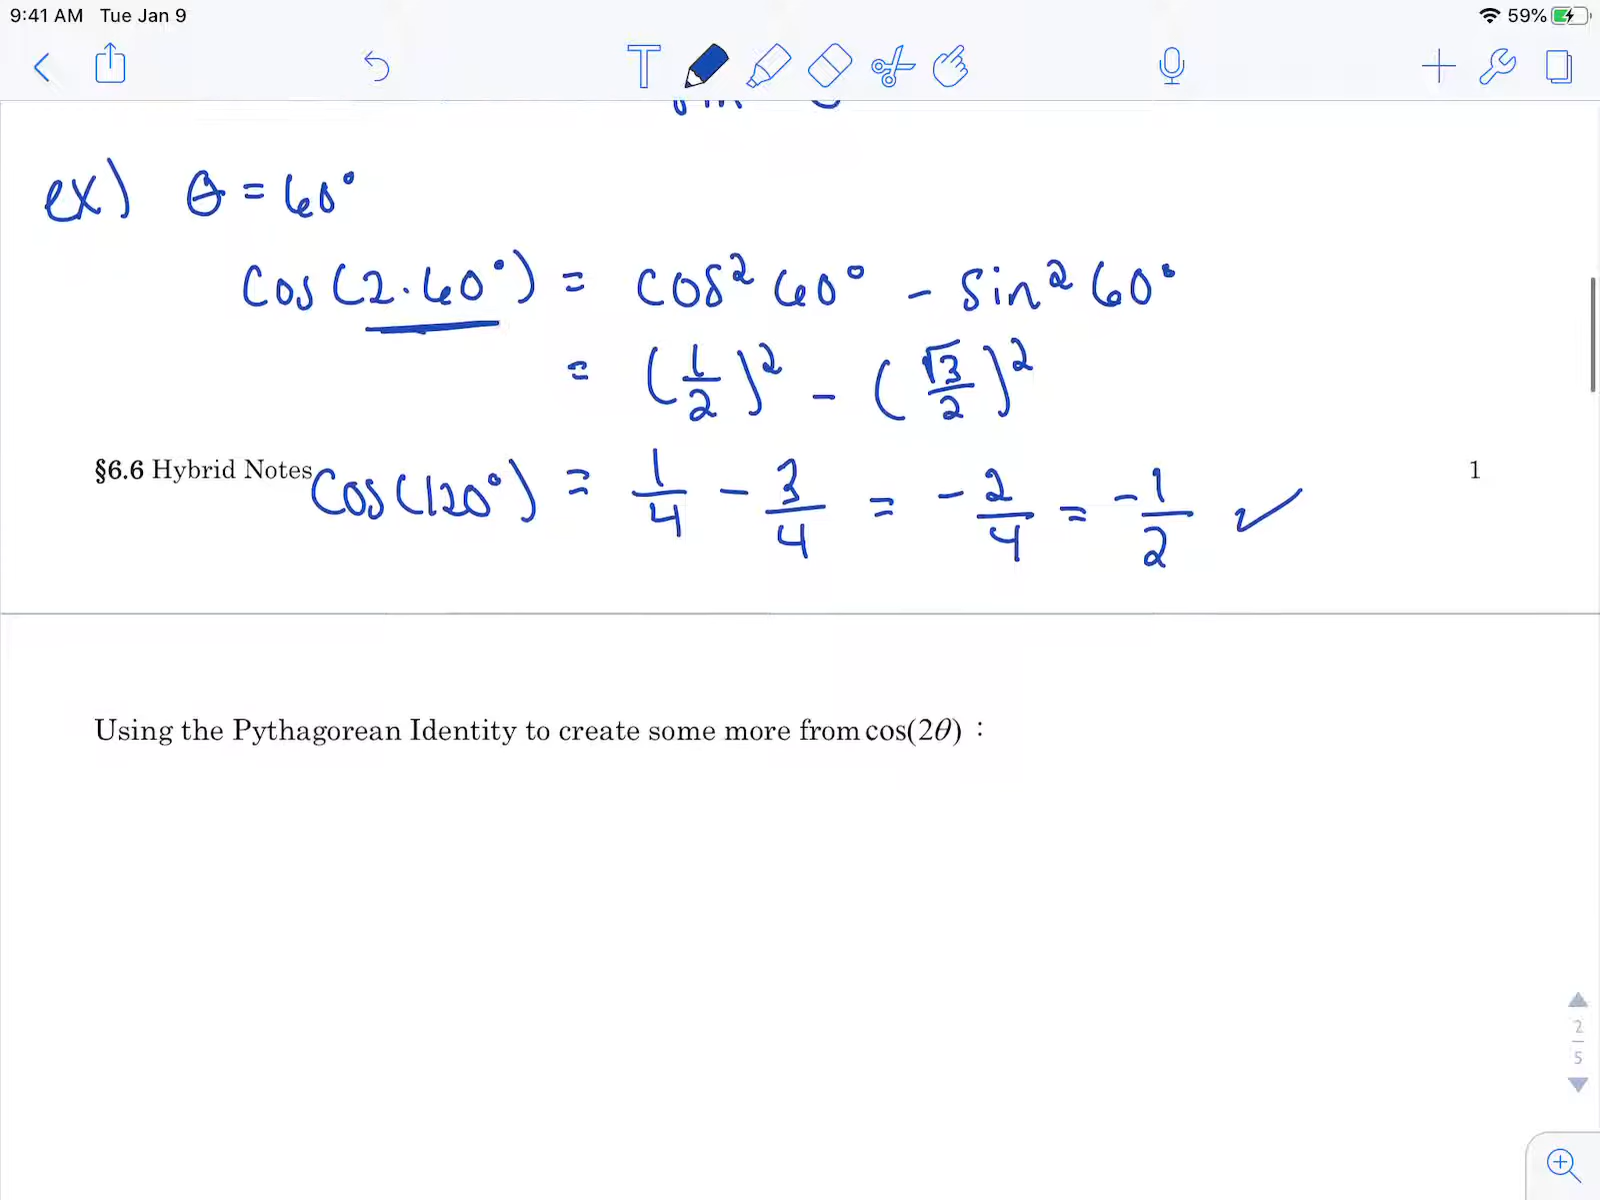 9:41 AM Tue Jan 9 59%
T
ex) θ = 60°
cos(2·60°) = cos² 60° - sin² 60°
= (1/2)² - (√3/2)²
§6.6 Hybrid Notes 1
cos(120°) = 1/4 - 3/4 = -2/4 = -1/2 ✓
Using the Pythagorean Identity to create some more from cos(2θ) :
2
5